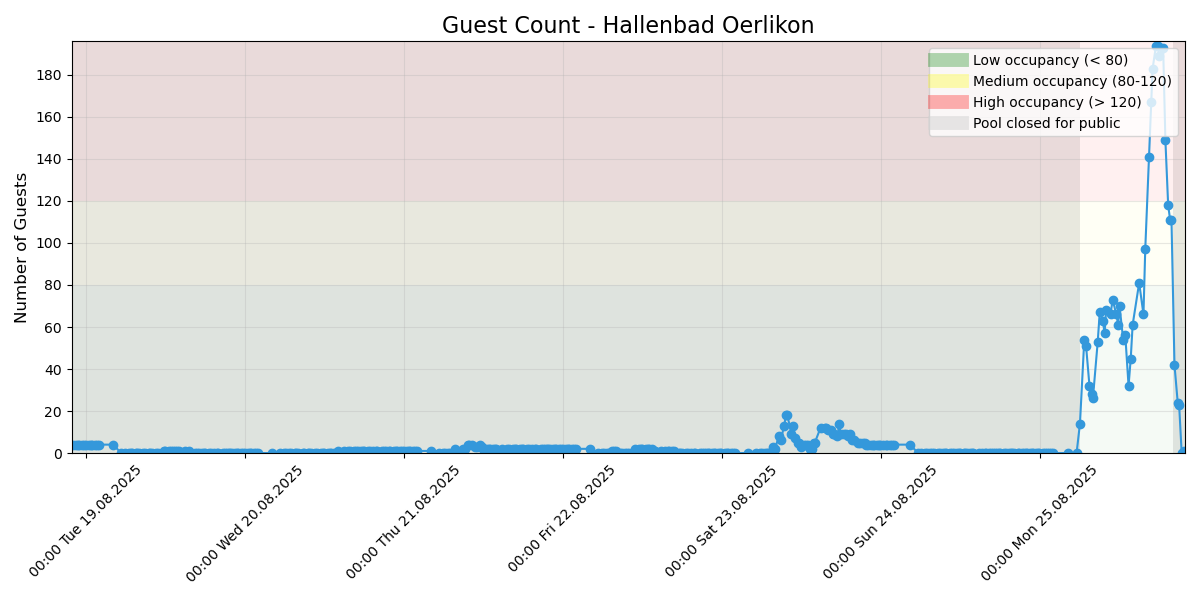 Guest Count - Hallenbad Oerlikon
Number of Guests
180
160
140
120
100
80
60
40
20
0
Low occupancy (< 80)
Medium occupancy (80-120)
High occupancy (> 120)
Pool closed for public
00:00 Tue 19.08.2025
00:00 Wed 20.08.2025
00:00 Thu 21.08.2025
00:00 Fri 22.08.2025
00:00 Sat 23.08.2025
00:00 Sun 24.08.2025
00:00 Mon 25.08.2025